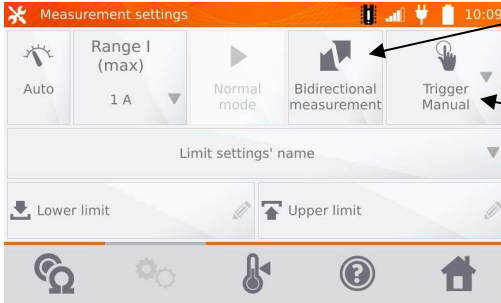 Measurement settings 10:09
Auto
Range I
(max)
1 A
Normal
mode
Bidirectional
measurement
Trigger
Manual
Limit settings' name
Lower limit
Upper limit